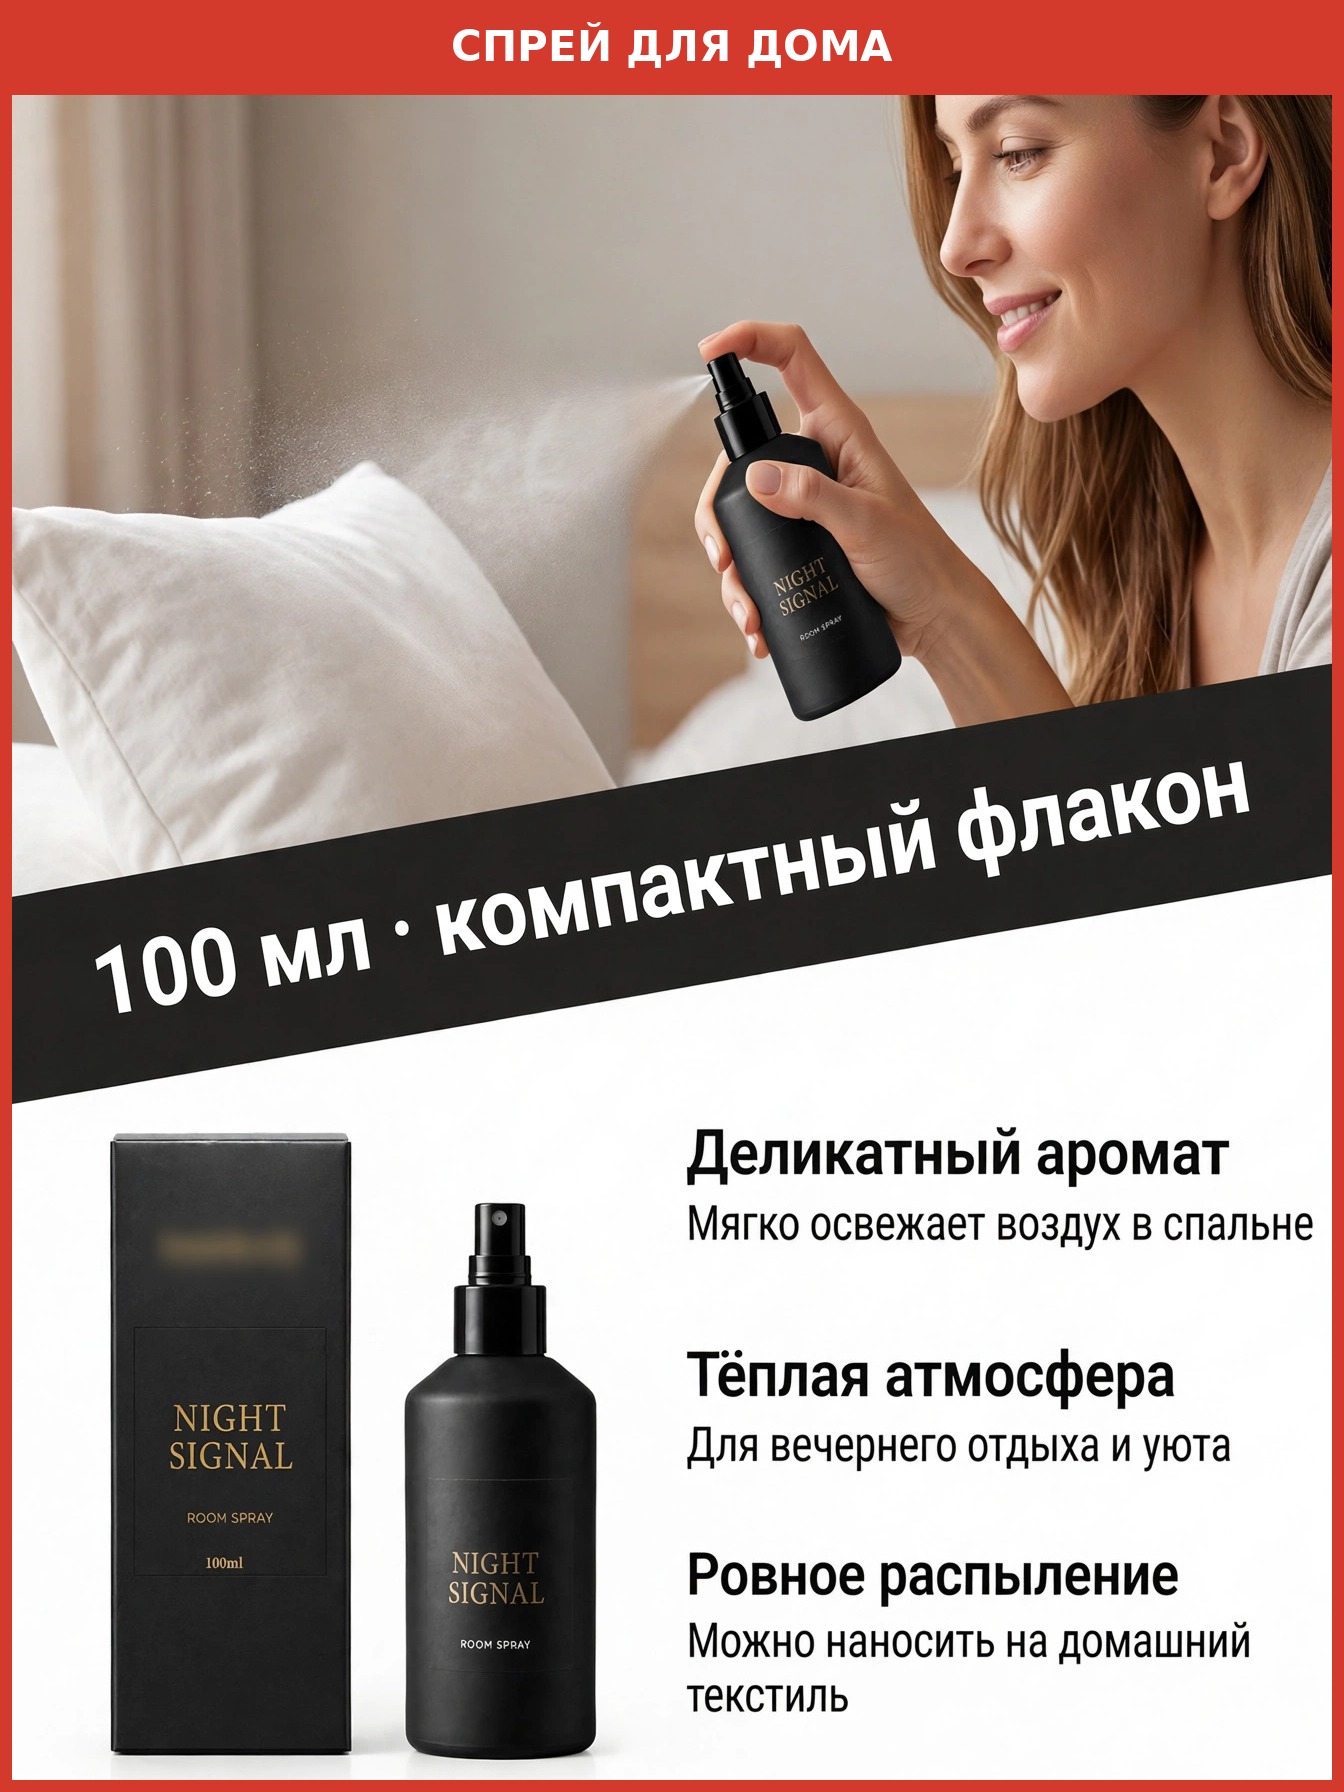 СПРЕЙ ДЛЯ ДОМА
NIGHT
SIGNAL
ROOM SPRAY
100 мл · компактный флакон
Деликатный аромат
Мягко освежает воздух в спальне
Тёплая атмосфера
Для вечернего отдыха и уюта
Ровное распыление
Можно наносить на домашний
текстиль
NIGHT
SIGNAL
ROOM SPRAY
100ml
NIGHT
SIGNAL
ROOM SPRAY